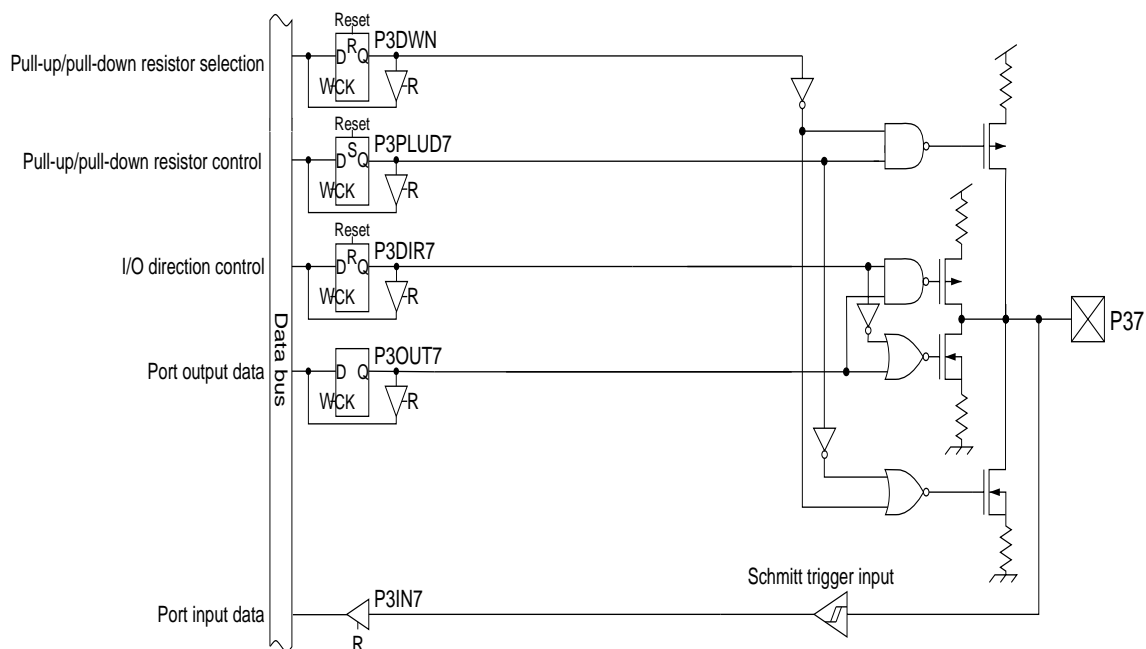 Reset
P3DWN
Pull-up/pull-down resistor selection
D R Q
WCK
R
Reset
P3PLUD7
Pull-up/pull-down resistor control
D S Q
WCK
R
Reset
P3DIR7
I/O direction control
D R Q
WCK
R
Data bus
P37
P3OUT7
Port output data
D Q
WCK
R
Schmitt trigger input
P3IN7
Port input data
R